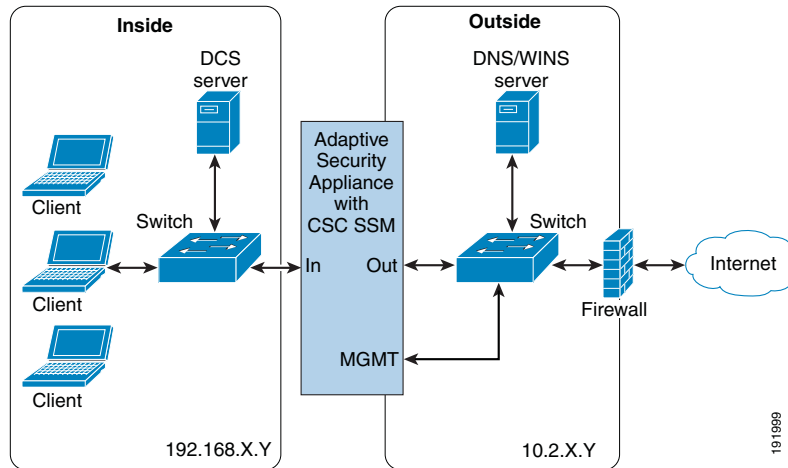 Inside
Outside
DCS
server
DNS/WINS
server
Adaptive
Security
Appliance
with
CSC SSM
Client
Switch
Switch
Client
In
Out
Internet
Firewall
Client
MGMT
192.168.X.Y
10.2.X.Y
191999